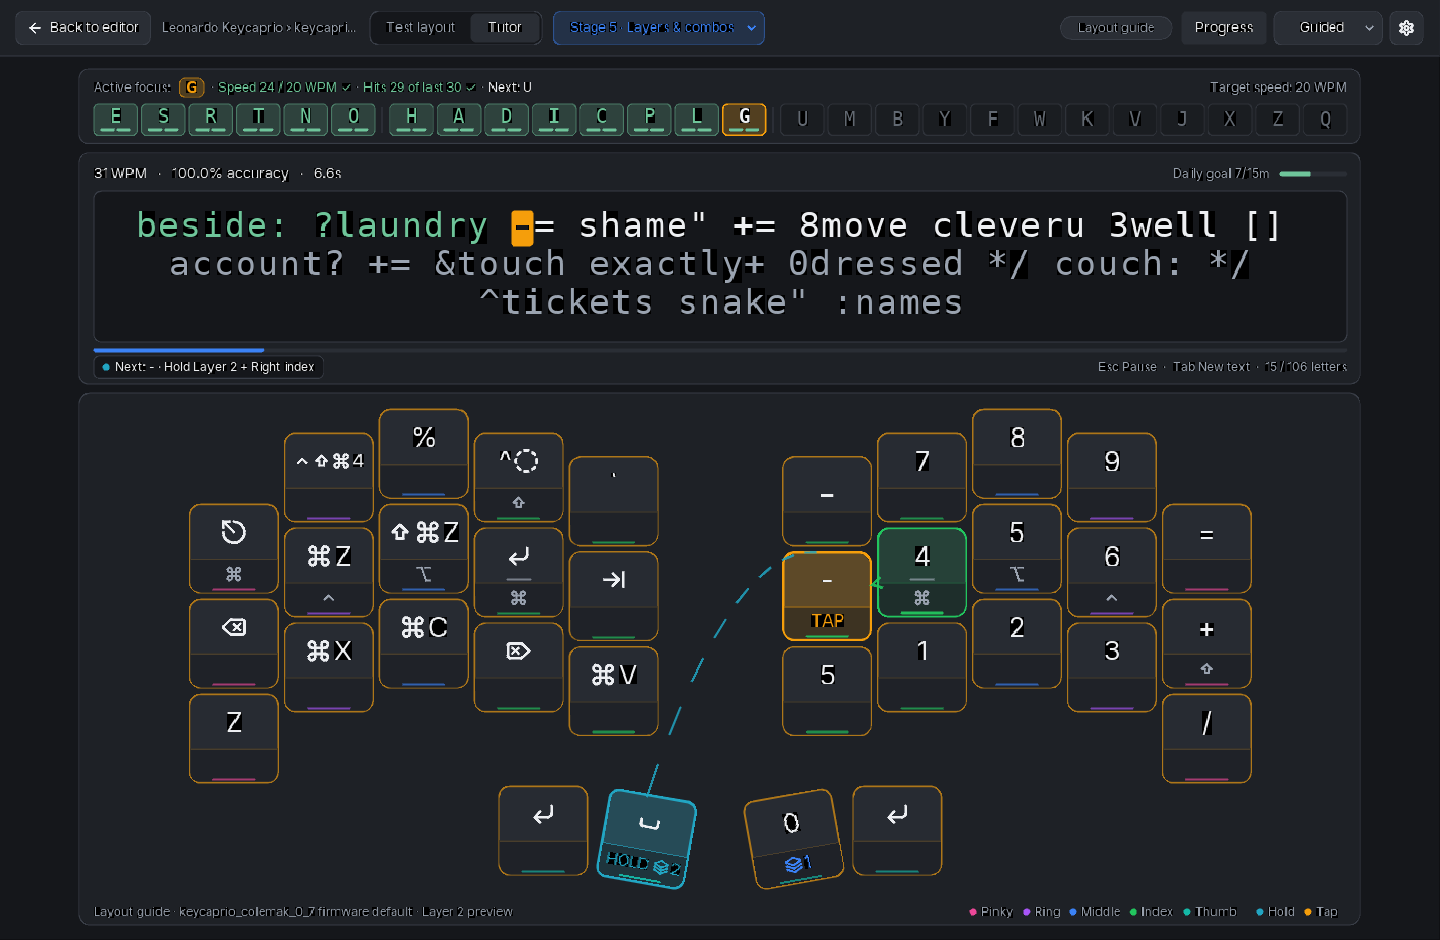 ← Back to editor Leonardo Keycaprio › keycapri... Test layout Tutor Stage 5 · Layers & combos Layout guide Progress Guided
Active focus: G · Speed 24 / 20 WPM ✓ · Hits 29 of last 30 ✓ · Next: U Target speed: 20 WPM
E S R T N O H A D I C P L G U M B Y F W K V J X Z Q
31 WPM · 100.0% accuracy · 6.6s Daily goal 7/15m
beside: ?laundry -= shame" += 8move cleveru 3well []
account? += &touch exactly+ 0dressed */ couch: */
^tickets snake" :names
Next: - · Hold Layer 2 + Right index Esc Pause · Tab New text · 15 / 106 letters
% 8
^⇧⌘4 ^ 7 9
⇧
` –
⇧⌘Z 5 =
⌘ ⌥ ⌥
⌘Z ↵ 4 6
^ ⌘ ⌘ ^
⇥ -
TAP
⌫ ⌘C 2 +
⇧
⌘X ⌦ 1 3
⌘V 5
Z /
↵ ⎵ 0 ↵
HOLD 2 1
Layout guide · keycaprio_colemak_0_7 firmware default · Layer 2 preview Pinky Ring Middle Index Thumb Hold Tap